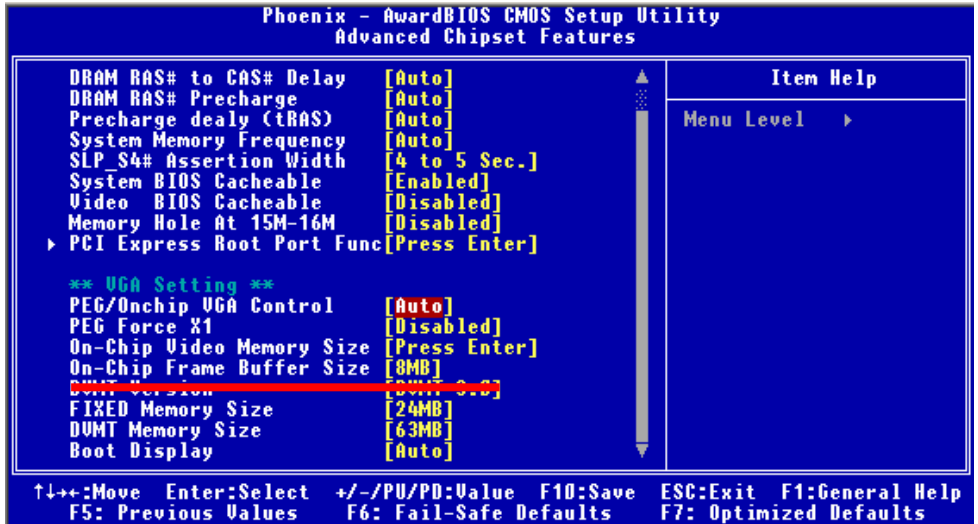 Phoenix - AwardBIOS CMOS Setup Utility
Advanced Chipset Features
DRAM RAS# to CAS# Delay [Auto]
DRAM RAS# Precharge [Auto]
Precharge dealy (tRAS) [Auto]
System Memory Frequency [Auto]
SLP_S4# Assertion Width [4 to 5 Sec.]
System BIOS Cacheable [Enabled]
Video BIOS Cacheable [Disabled]
Memory Hole At 15M-16M [Disabled]
PCI Express Root Port Func[Press Enter]
** VGA Setting **
PEG/Onchip VGA Control [Auto]
PEG Force X1 [Disabled]
On-Chip Video Memory Size [Press Enter]
On-Chip Frame Buffer Size [8MB]
DVMT Version [DVMT 3.0]
FIXED Memory Size [24MB]
DVMT Memory Size [63MB]
Boot Display [Auto]
Item Help
Menu Level
↑↓→←:Move Enter:Select +/-/PU/PD:Value F10:Save ESC:Exit F1:General Help
F5: Previous Values F6: Fail-Safe Defaults F7: Optimized Defaults